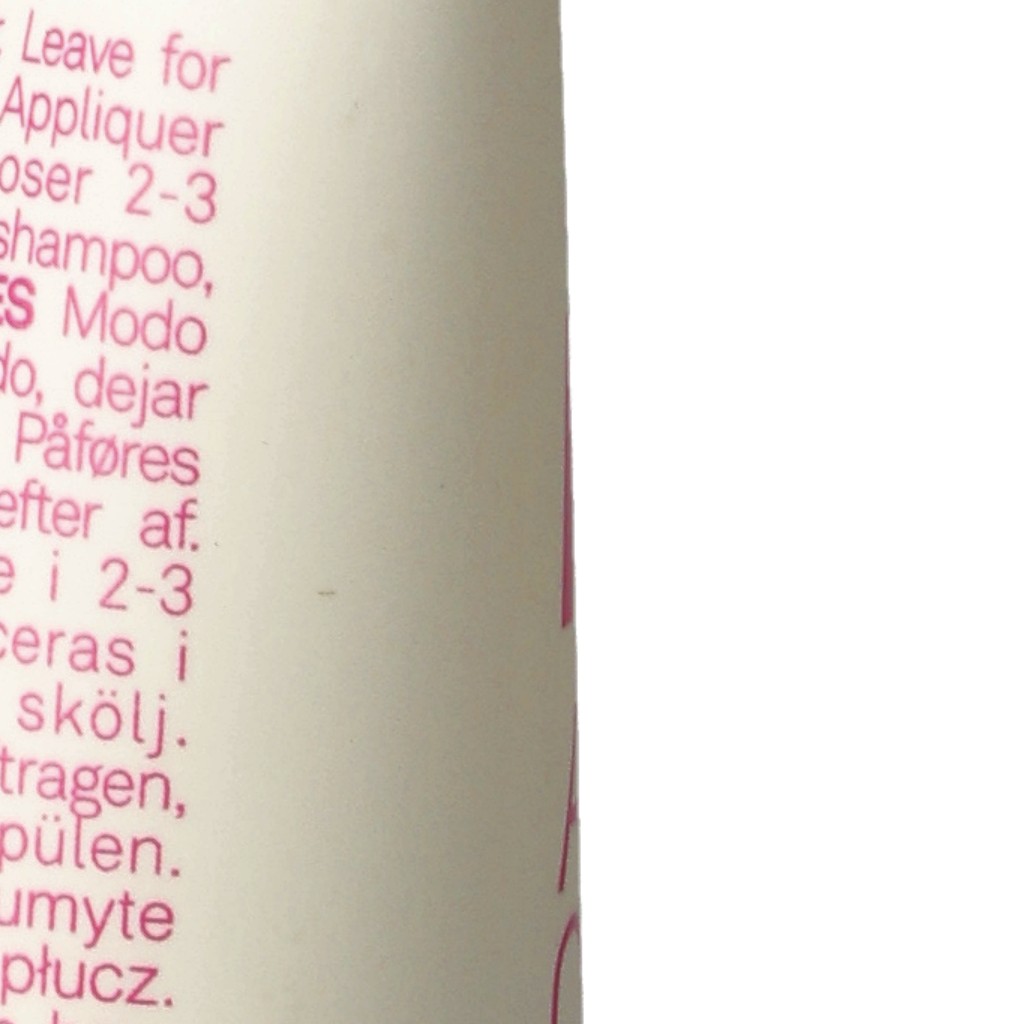 Leave for
Appliquer
oser 2-3
shampoo,
ES Modo
do, dejar
Påføres
efter af.
e i 2-3
ceras i
skölj.
tragen,
pülen.
umyte
płucz.